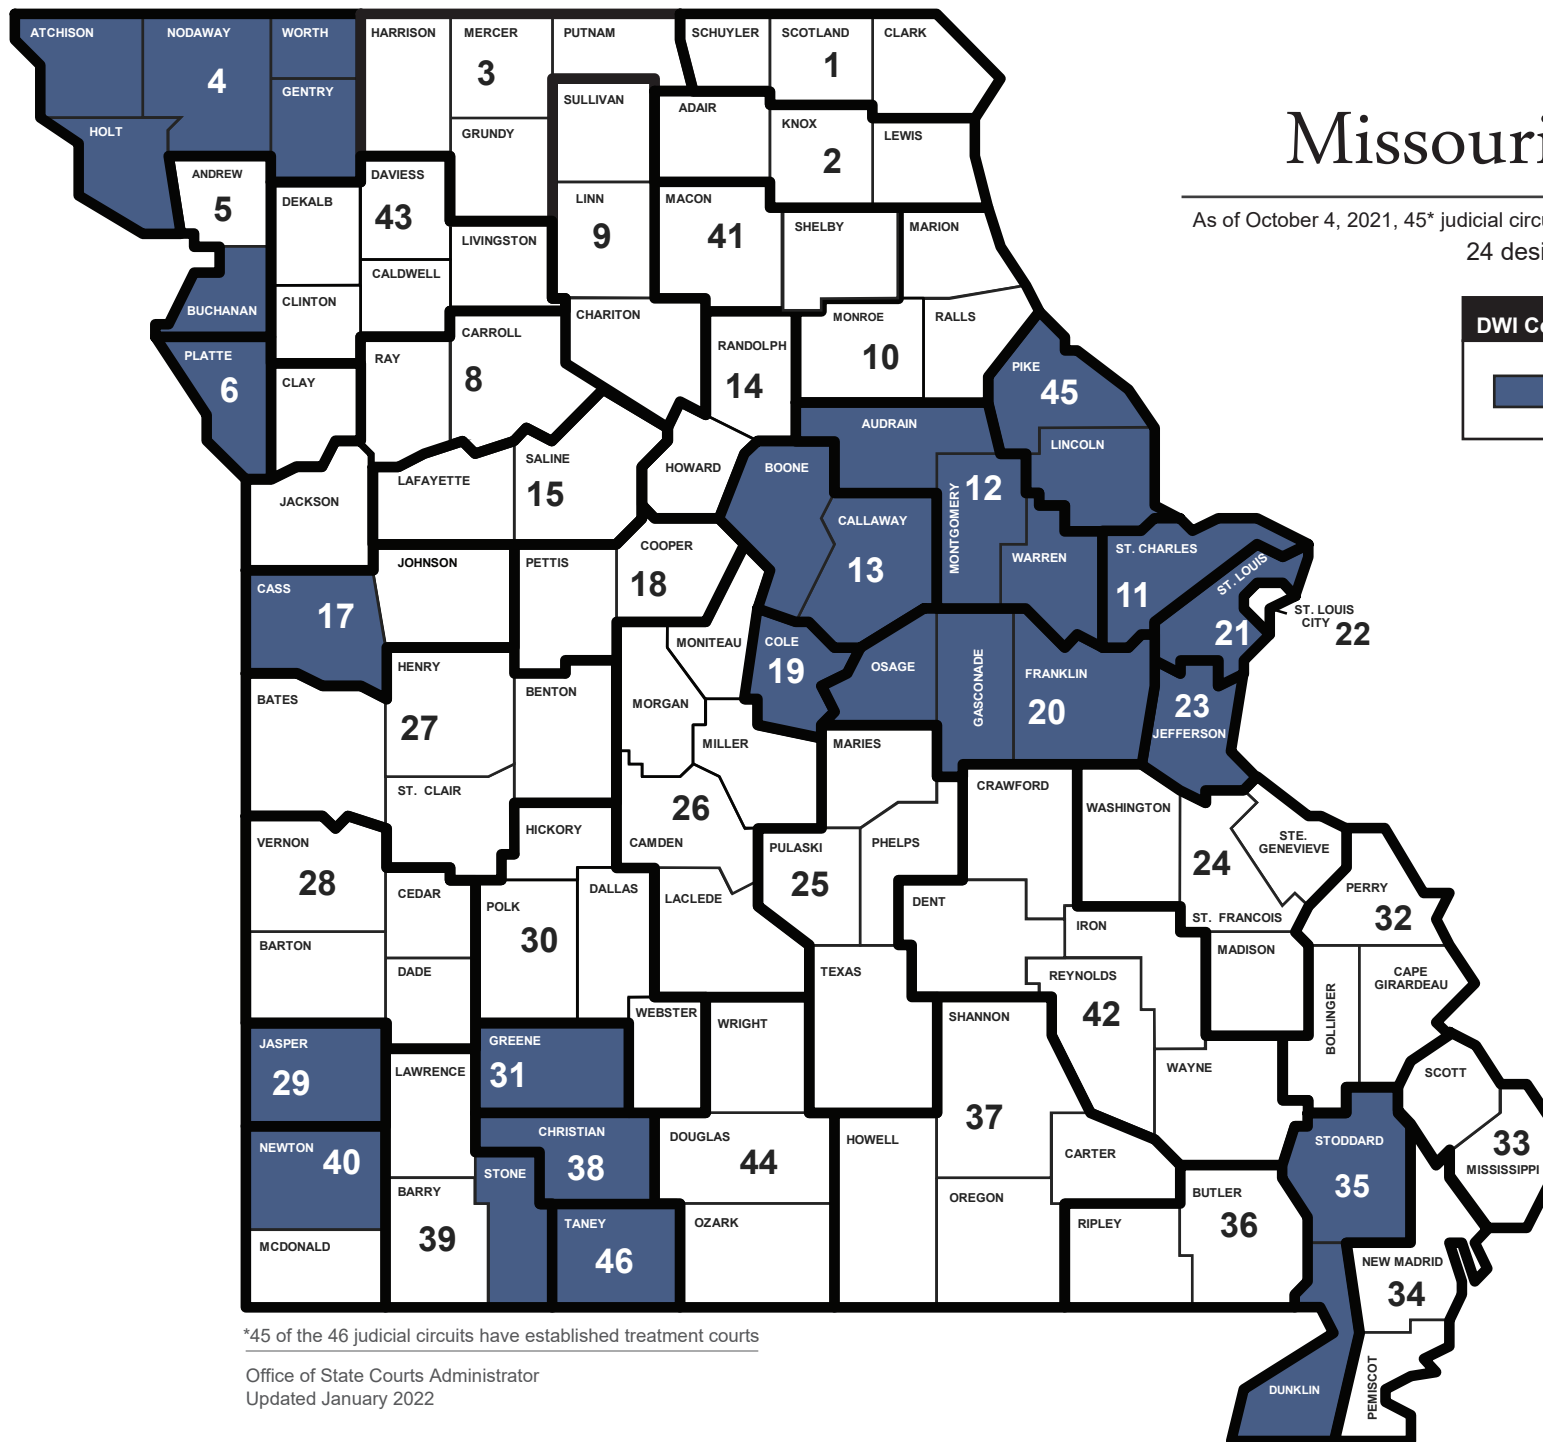 Missouri
As of October 4, 2021, 45* judicial
24
DWI
ATCHISON
NODAWAY
WORTH
HARRISON
MERCER
PUTNAM
SCHUYLER
SCOTLAND
CLARK
4
3
1
GENTRY
SULLIVAN
ADAIR
HOLT
GRUNDY
KNOX
LEWIS
2
ANDREW
5
DEKALB
DAVIESS
43
LINN
9
MACON
41
SHELBY
MARION
LIVINGSTON
CALDWELL
CLINTON
BUCHANAN
CHARITON
MONROE
RALLS
10
CARROLL
8
RANDOLPH
14
PLATTE
6
CLAY
RAY
PIKE
45
AUDRAIN
LINCOLN
JACKSON
LAFAYETTE
SALINE
15
HOWARD
BOONE
CALLAWAY
13
MONTGOMERY
12
WARREN
ST. CHARLES
11
ST. LOUIS
21
ST. LOUIS
CITY
22
CASS
17
JOHNSON
PETTIS
COOPER
18
MONITEAU
COLE
19
OSAGE
GASCONADE
FRANKLIN
20
23
JEFFERSON
BATES
HENRY
27
BENTON
MORGAN
MILLER
MARIES
ST. CLAIR
CRAWFORD
WASHINGTON
26
CAMDEN
HICKORY
VERNON
28
PULASKI
25
PHELPS
24
STE.
GENEVIEVE
CEDAR
POLK
30
DALLAS
LACLEDE
DENT
ST. FRANCOIS
PERRY
32
BARTON
DADE
TEXAS
IRON
MADISON
REYNOLDS
42
BOLLINGER
CAPE
GIRARDEAU
JASPER
29
GREENE
31
WEBSTER
WRIGHT
SHANNON
37
LAWRENCE
WAYNE
SCOTT
NEWTON
40
CHRISTIAN
38
STONE
DOUGLAS
44
HOWELL
CARTER
STODDARD
35
33
MISSISSIPPI
BARRY
39
MCDONALD
TANEY
46
OZARK
OREGON
RIPLEY
BUTLER
36
NEW MADRID
34
PEMISCOT
DUNKLIN
*45 of the 46 judicial circuits have established treatment courts
Office of State Courts Administrator
Updated January 2022